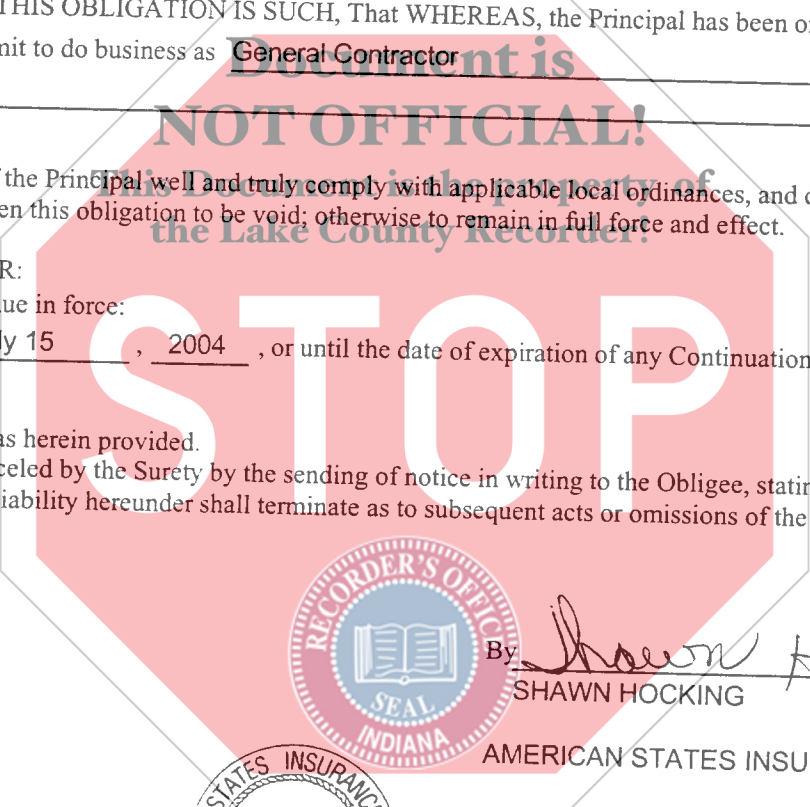 THIS OBLIGATION IS SUCH, That WHEREAS, the Principal has been
mit to do business as General Contractor
Document is
NOT OFFICIAL!
the Principal well and truly comply with applicable local ordinances, and
This Document is the property of
en this obligation to be void; otherwise to remain in full force and effect.
the Lake County Recorder!
R:
ue in force:
ly 15, 2004, or until the date of expiration of any Continuation
STOP
as herein provided.
celed by the Surety by the sending of notice in writing to the Obligee, statin
iability hereunder shall terminate as to subsequent acts or omissions of the
RECORDER'S OFFIC
SEAL
INDIANA
By Shawn H
SHAWN HOCKING
AMERICAN STATES INSU
STATES INSURANC